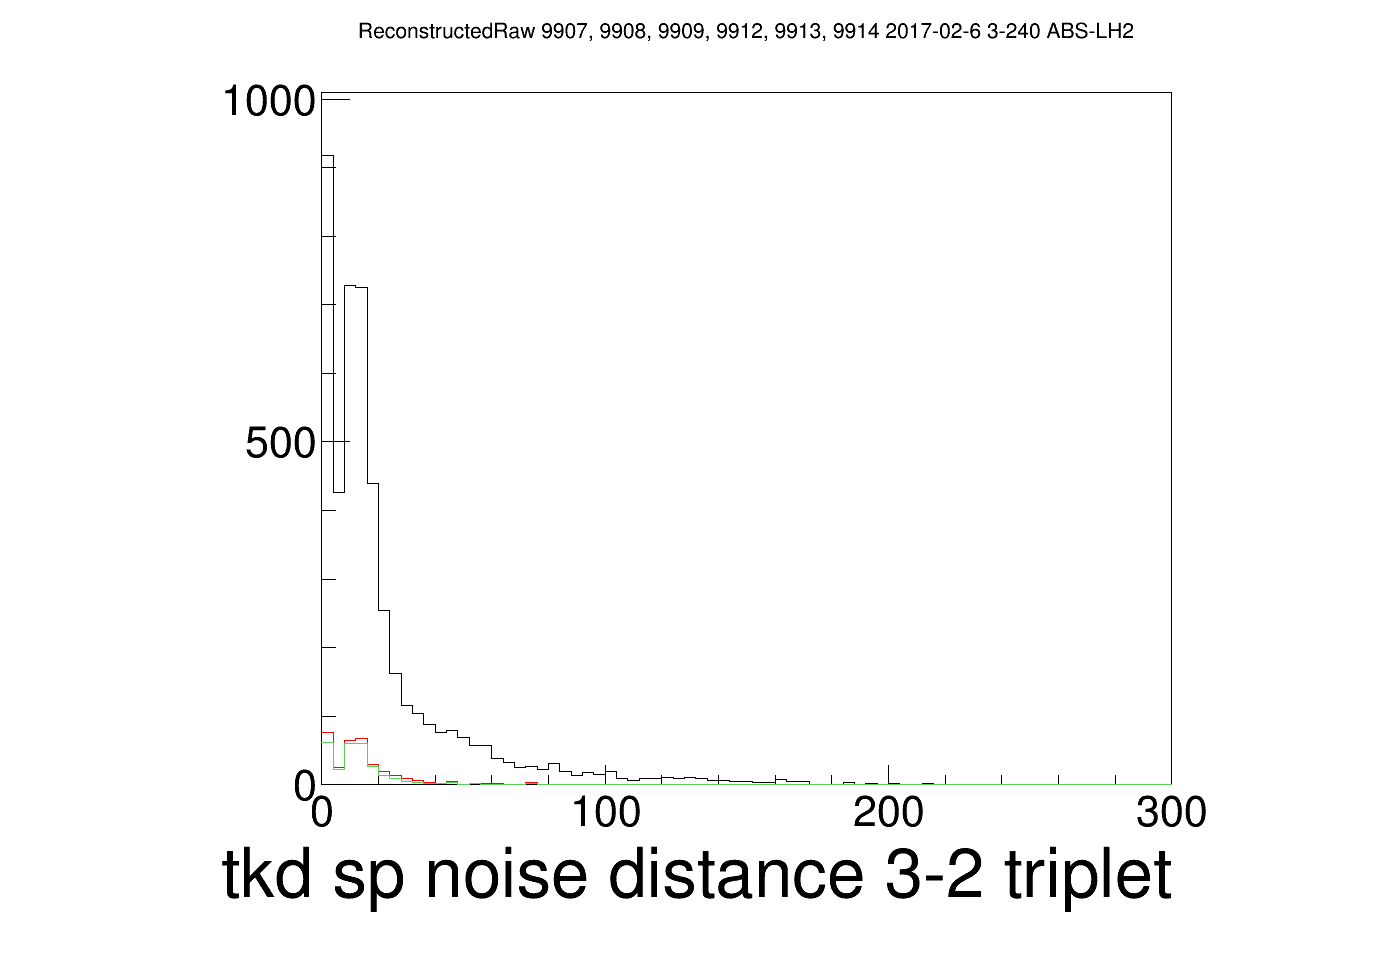 ReconstructedRaw 9907, 9908, 9909, 9912, 9913, 9914 2017-02-6 3-240 ABS-LH2
1000
500
0
0 100 200 300
tkd sp noise distance 3-2 triplet